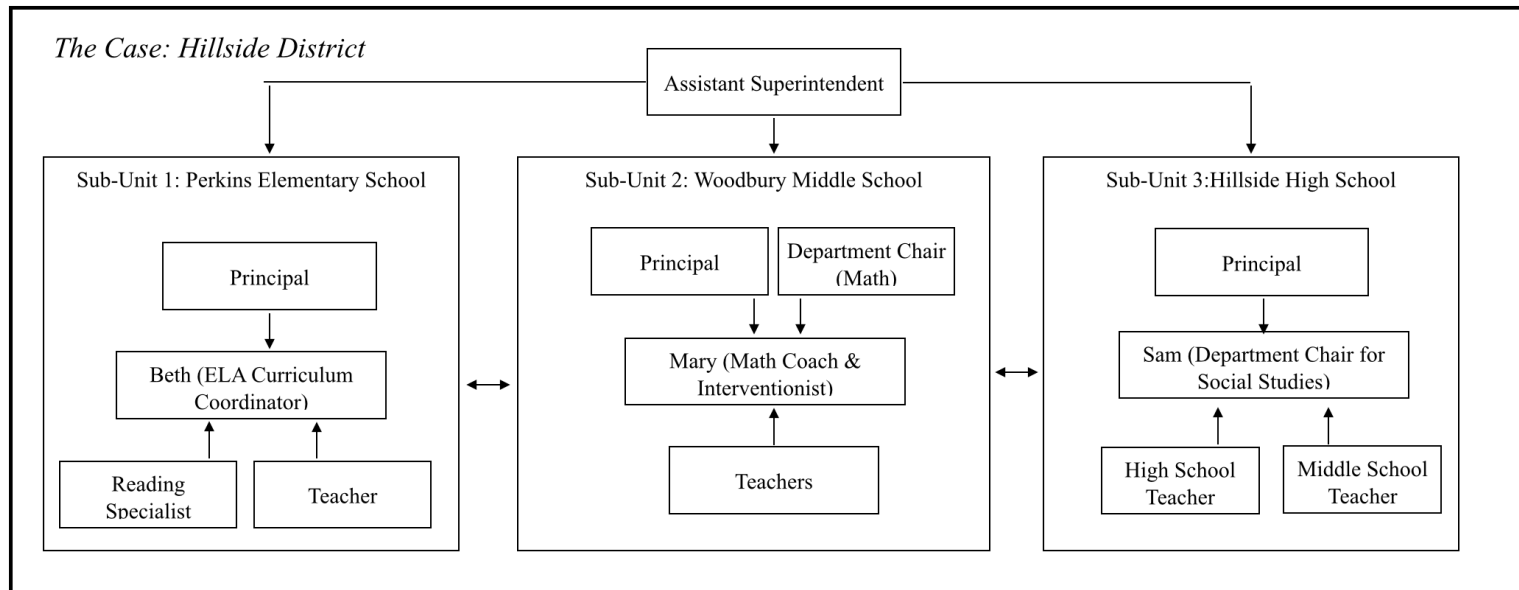 The Case: Hillside District
Assistant Superintendent
Sub-Unit 1: Perkins Elementary School
Principal
Beth (ELA Curriculum
Coordinator)
Reading
Specialist
Teacher
Sub-Unit 2: Woodbury Middle School
Principal
Department Chair
(Math)
Mary (Math Coach &
Interventionist)
Teachers
Sub-Unit 3:Hillside High School
Principal
Sam (Department Chair for
Social Studies)
High School
Teacher
Middle School
Teacher